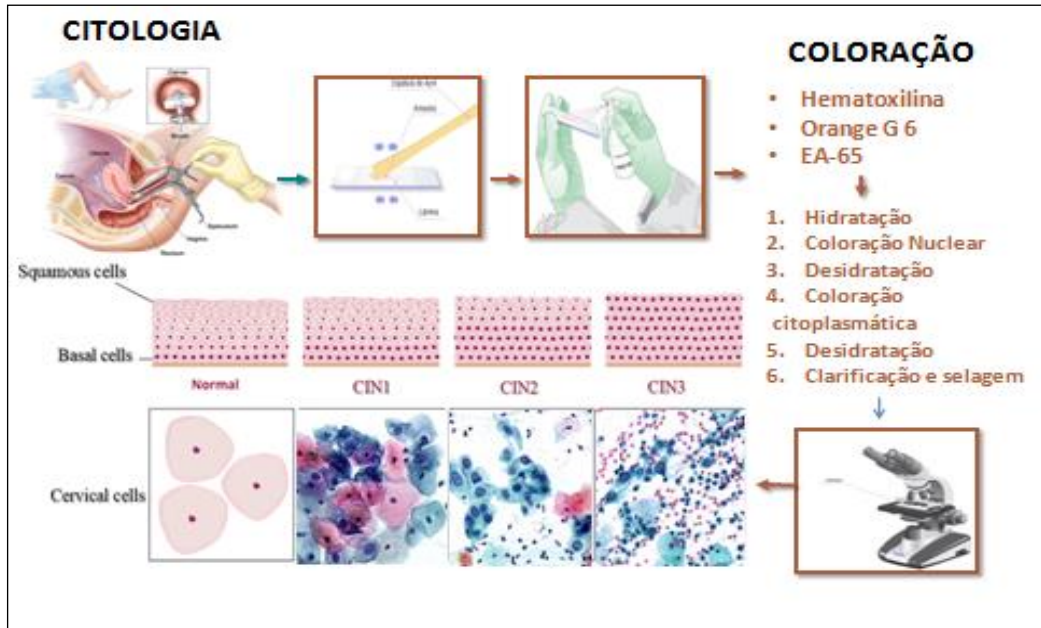 CITOLOGIA
COLORAÇÃO
• Hematoxilina
• Orange G 6
• EA-65
1. Hidratação
2. Coloração Nuclear
3. Desidratação
4. Coloração
citoplasmática
5. Desidratação
6. Clarificação e selagem
Squamous cells
Basal cells
Normal
CIN1
CIN2
CIN3
Cervical cells